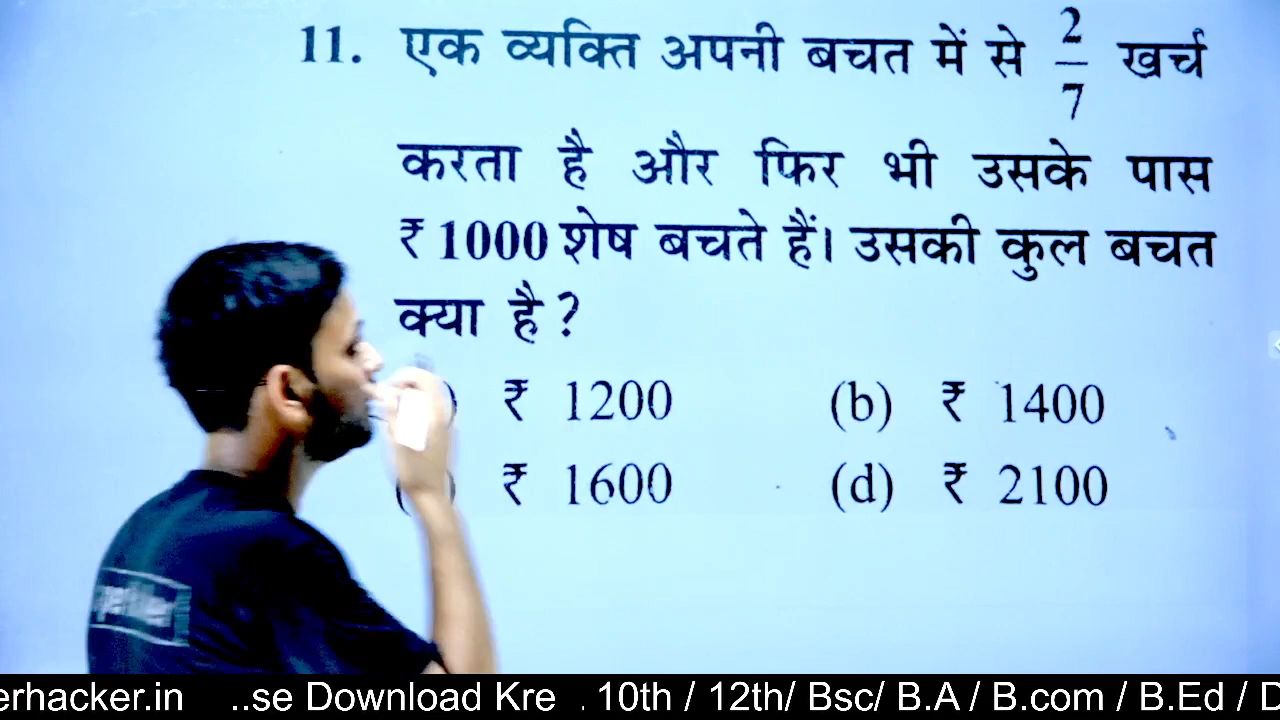 11. एक व्यक्ति अपनी बचत में से 2/7 खर्च
करता है और फिर भी उसके पास
₹ 1000 शेष बचते हैं। उसकी कुल बचत
क्या है ?
₹ 1200 (b) ₹ 1400
₹ 1600 (d) ₹ 2100
erhacker.in ..se Download Kre . 10th / 12th/ Bsc/ B.A / B.com / B.Ed / D